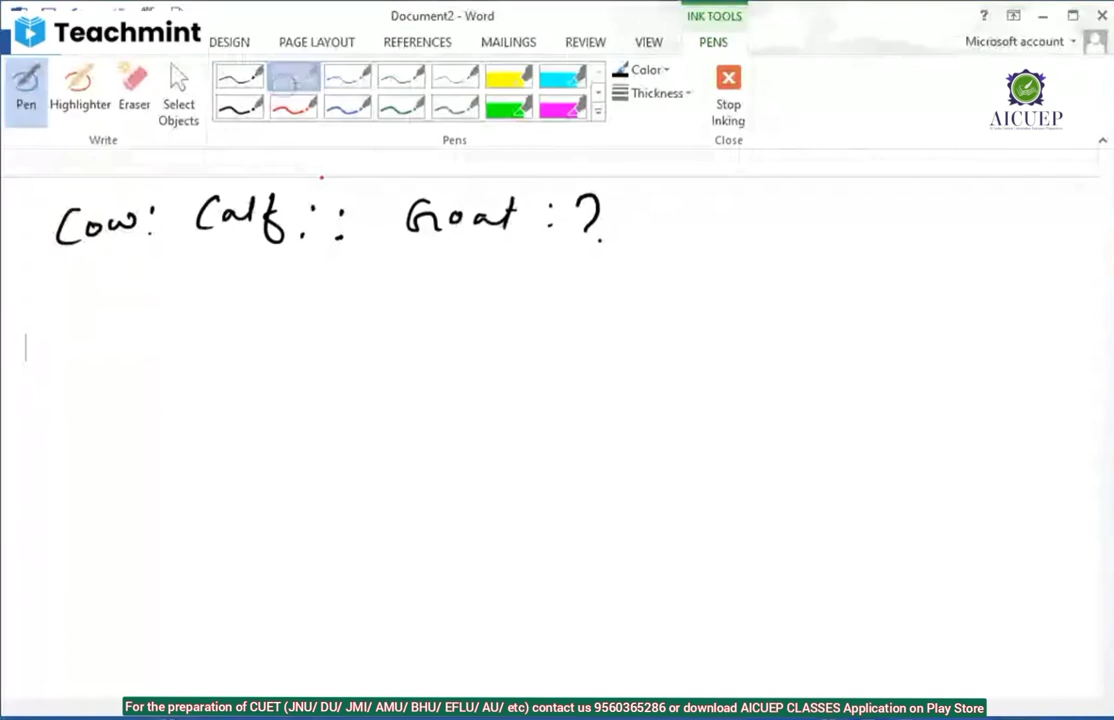 Document2 - Word
INK TOOLS
Teachmint
DESIGN
PAGE LAYOUT
REFERENCES
MAILINGS
REVIEW
VIEW
PENS
Microsoft account
Pen
Highlighter
Eraser
Select Objects
Color
Thickness
Stop Inking
Write
Pens
Close
AICUEP
Cow : Calf :: Goat : ?
For the preparation of CUET (JNU/ DU/ JMI/ AMU/ BHU/ EFLU/ AU/ etc) contact us 9560365286 or download AICUEP CLASSES Application on Play Store